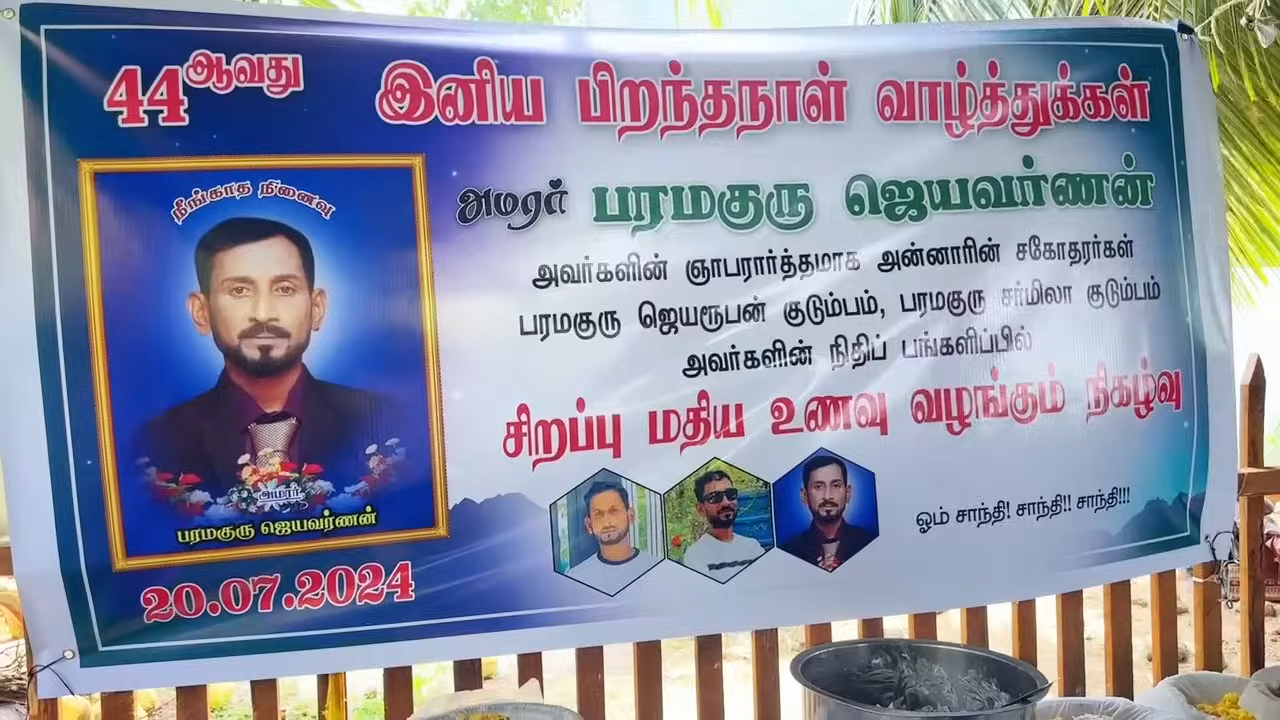 44ஆவது
இனிய பிறந்தநாள் வாழ்த்துக்கள்
நீங்காத நினைவு
அமரர்
பரமகுரு ஜெயவர்ணன்
20.07.2024
அமரர் பரமகுரு ஜெயவர்ணன்
அவர்களின் ஞாபரார்த்தமாக அன்னாரின் சகோதரர்கள்
பரமகுரு ஜெயரூபன் குடும்பம், பரமகுரு சர்மிலா குடும்பம்
அவர்களின் நிதிப் பங்களிப்பில்
சிறப்பு மதிய உணவு வழங்கும் நிகழ்வு
ஓம் சாந்தி! சாந்தி!! சாந்தி!!!